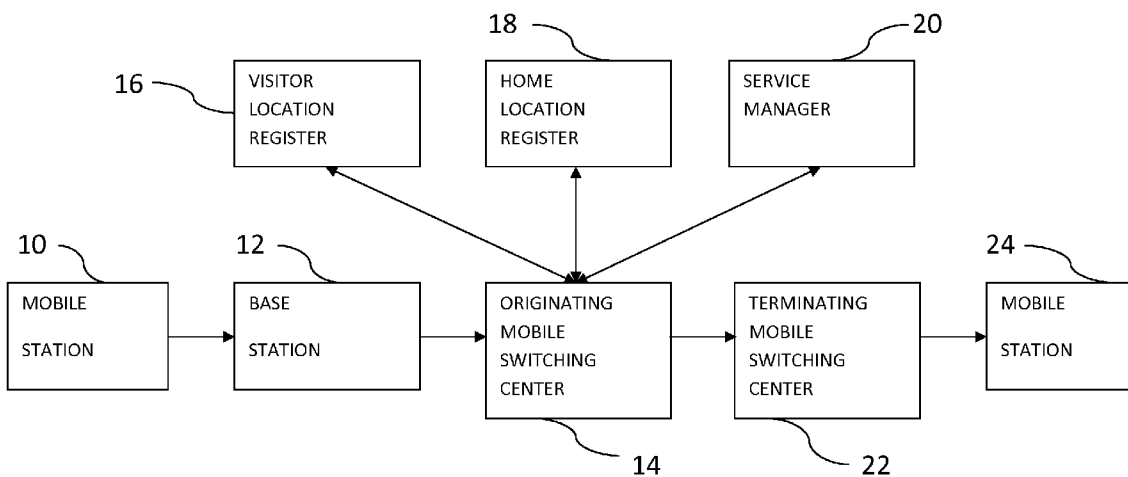 18
20
16
VISITOR
LOCATION
REGISTER
HOME
LOCATION
REGISTER
SERVICE
MANAGER
10
12
24
MOBILE
STATION
BASE
STATION
ORIGINATING
MOBILE
SWITCHING
CENTER
TERMINATING
MOBILE
SWITCHING
CENTER
MOBILE
STATION
14
22